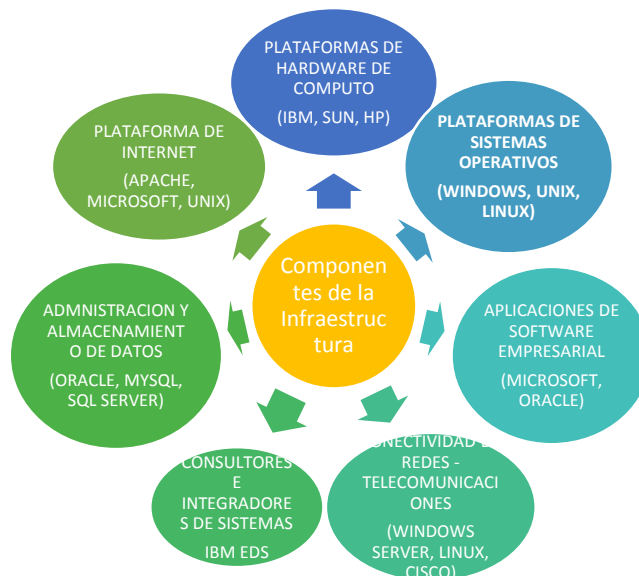 PLATAFORMAS DE
HARDWARE DE
COMPUTO
(IBM, SUN, HP)
PLATAFORMAS DE
SISTEMAS
OPERATIVOS
(WINDOWS, UNIX,
LINUX)
APLICACIONES DE
SOFTWARE
EMPRESARIAL
(MICROSOFT,
ORACLE)
ONECTIVIDAD
REDES -
TELECOMUNICACI
ONES
(WINDOWS
SERVER, LINUX,
CISCO)
CONSULTORES
E
INTEGRADORE
S DE SISTEMAS
IBM EDS
ADMNISTRACION Y
ALMACENAMIENT
O DE DATOS
(ORACLE, MYSQL,
SQL SERVER)
PLATAFORMA DE
INTERNET
(APACHE,
MICROSOFT, UNIX)
Componen
tes de la
Infraestruc
tura